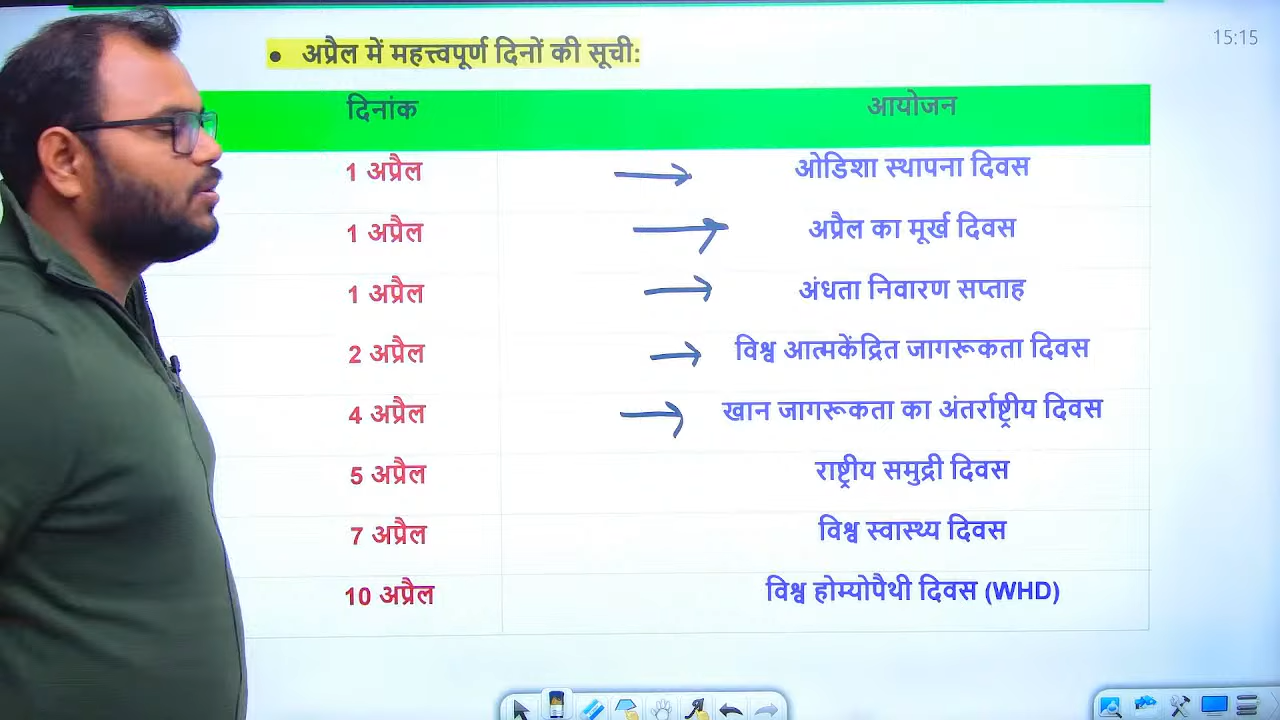 15:15
• अप्रैल में महत्त्वपूर्ण दिनों की सूची:
दिनांक आयोजन
1 अप्रैल ओडिशा स्थापना दिवस
1 अप्रैल अप्रैल का मूर्ख दिवस
1 अप्रैल अंधता निवारण सप्ताह
2 अप्रैल विश्व आत्मकेंद्रित जागरूकता दिवस
4 अप्रैल खान जागरूकता का अंतर्राष्ट्रीय दिवस
5 अप्रैल राष्ट्रीय समुद्री दिवस
7 अप्रैल विश्व स्वास्थ्य दिवस
10 अप्रैल विश्व होम्योपैथी दिवस (WHD)